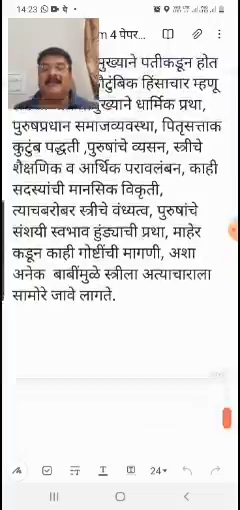 14:23
m 4 पेपर...
मुख्याने पतीकडून होत
कौटुंबिक हिंसाचार म्हणू
मुख्याने धार्मिक प्रथा,
पुरुषप्रधान समाजव्यवस्था, पितृसत्ताक
कुटुंब पद्धती ,पुरुषांचे व्यसन, स्त्रीचे
शैक्षणिक व आर्थिक परावलंबन, काही
सदस्यांची मानसिक विकृती,
त्याचबरोबर स्त्रीचे वंध्यत्व, पुरुषांचे
संशयी स्वभाव हुंड्याची प्रथा, माहेर
कडून काही गोष्टींची मागणी, अशा
अनेक बाबींमुळे स्त्रीला अत्याचाराला
सामोरे जावे लागते.
24